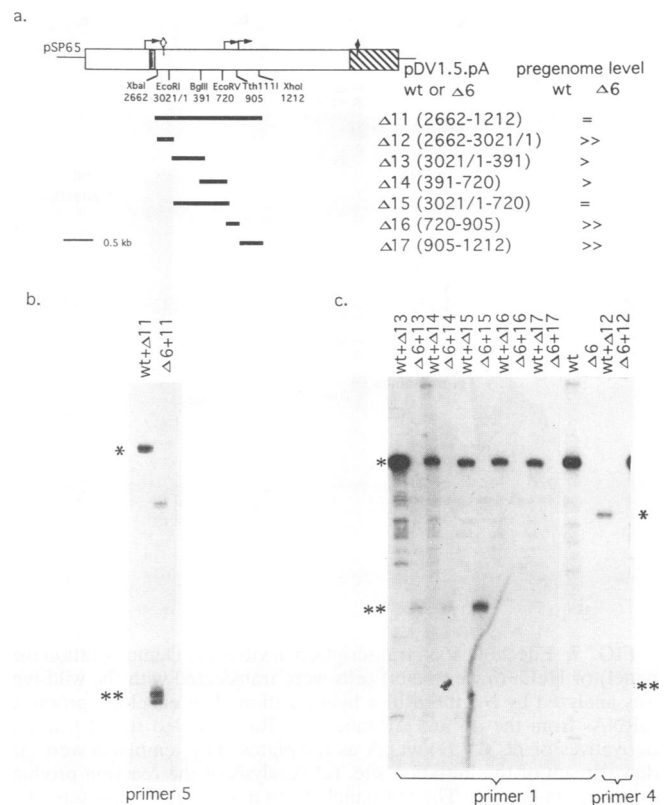 a.
pSP65
XbaI EcoRI BglII EcoRV Tth111I XhoI
2662 3021/1 391 720 905 1212
0.5 kb
pDV1.5.pA pregenome level
wt or Δ6 wt Δ6
Δ11 (2662-1212) =
Δ12 (2662-3021/1) >>
Δ13 (3021/1-391) >
Δ14 (391-720) >
Δ15 (3021/1-720) =
Δ16 (720-905) >>
Δ17 (905-1212) >>
b.
wt+Δ11
Δ6+11
*
**
primer 5
c.
wt+Δ13
Δ6+13
wt+Δ14
Δ6+14
wt+Δ15
Δ6+15
wt+Δ16
Δ6+16
wt+Δ17
Δ6+17
wt
Δ6
wt+Δ12
Δ6+12
*
*
**
**
primer 1 primer 4